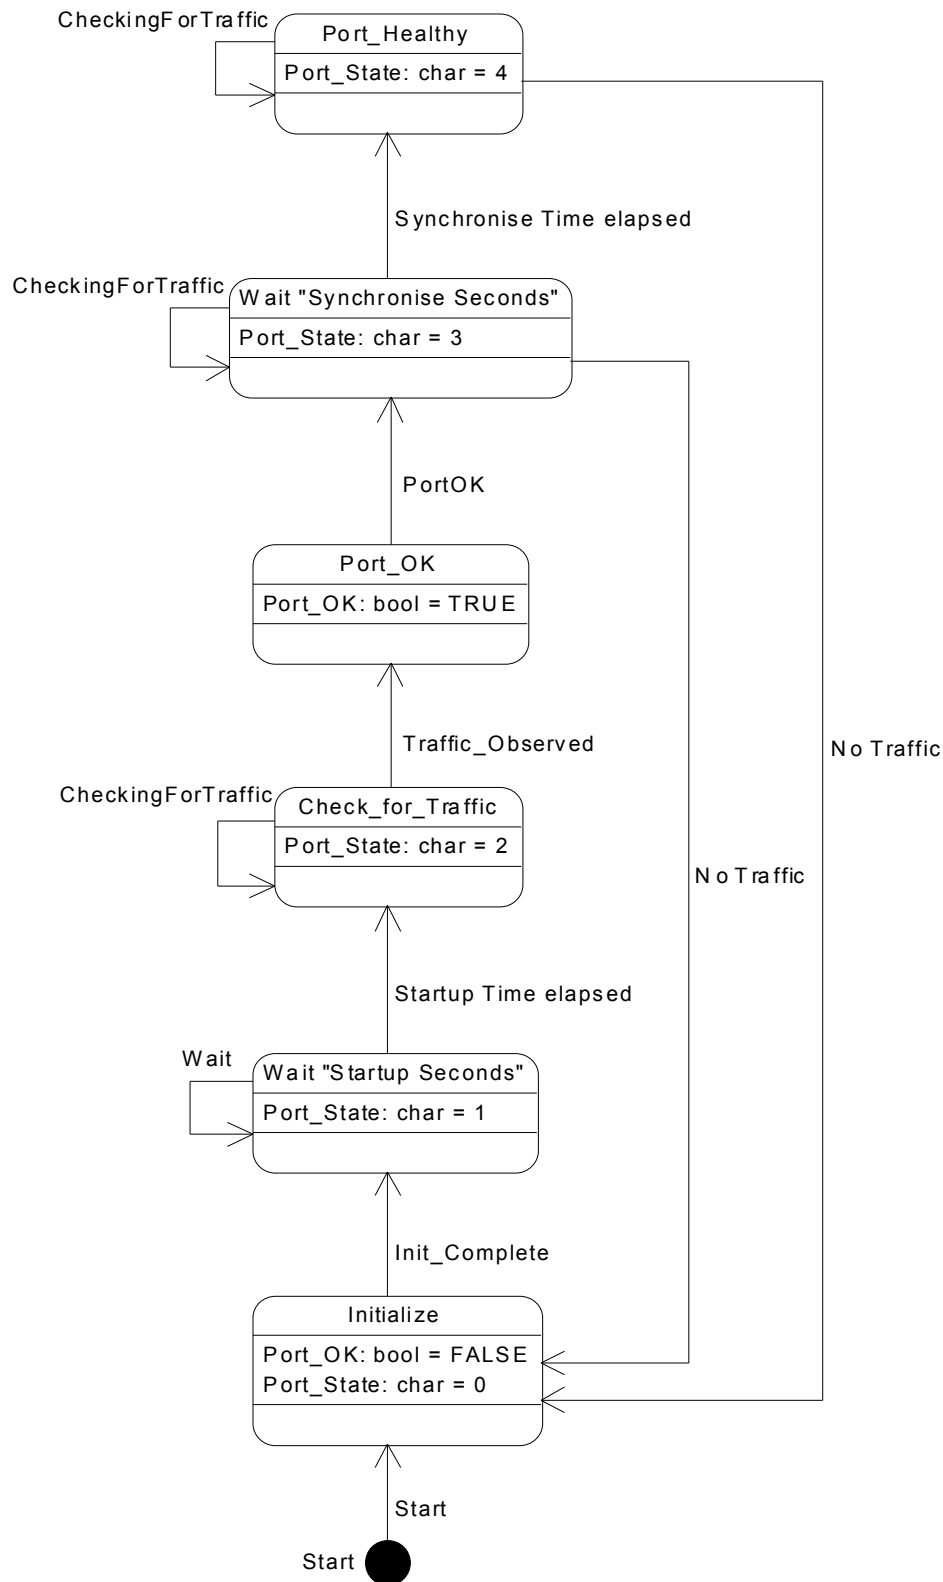 CheckingForTraffic
Port_Healthy
Port_State: char = 4
Synchronise Time elapsed
CheckingForTraffic
Wait "Synchronise Seconds"
Port_State: char = 3
PortOK
Port_OK
Port_OK: bool = TRUE
Traffic_Observed
No Traffic
CheckingForTraffic
Check_for_Traffic
Port_State: char = 2
No Traffic
Startup Time elapsed
Wait
Wait "Startup Seconds"
Port_State: char = 1
Init_Complete
Initialize
Port_OK: bool = FALSE
Port_State: char = 0
Start
Start